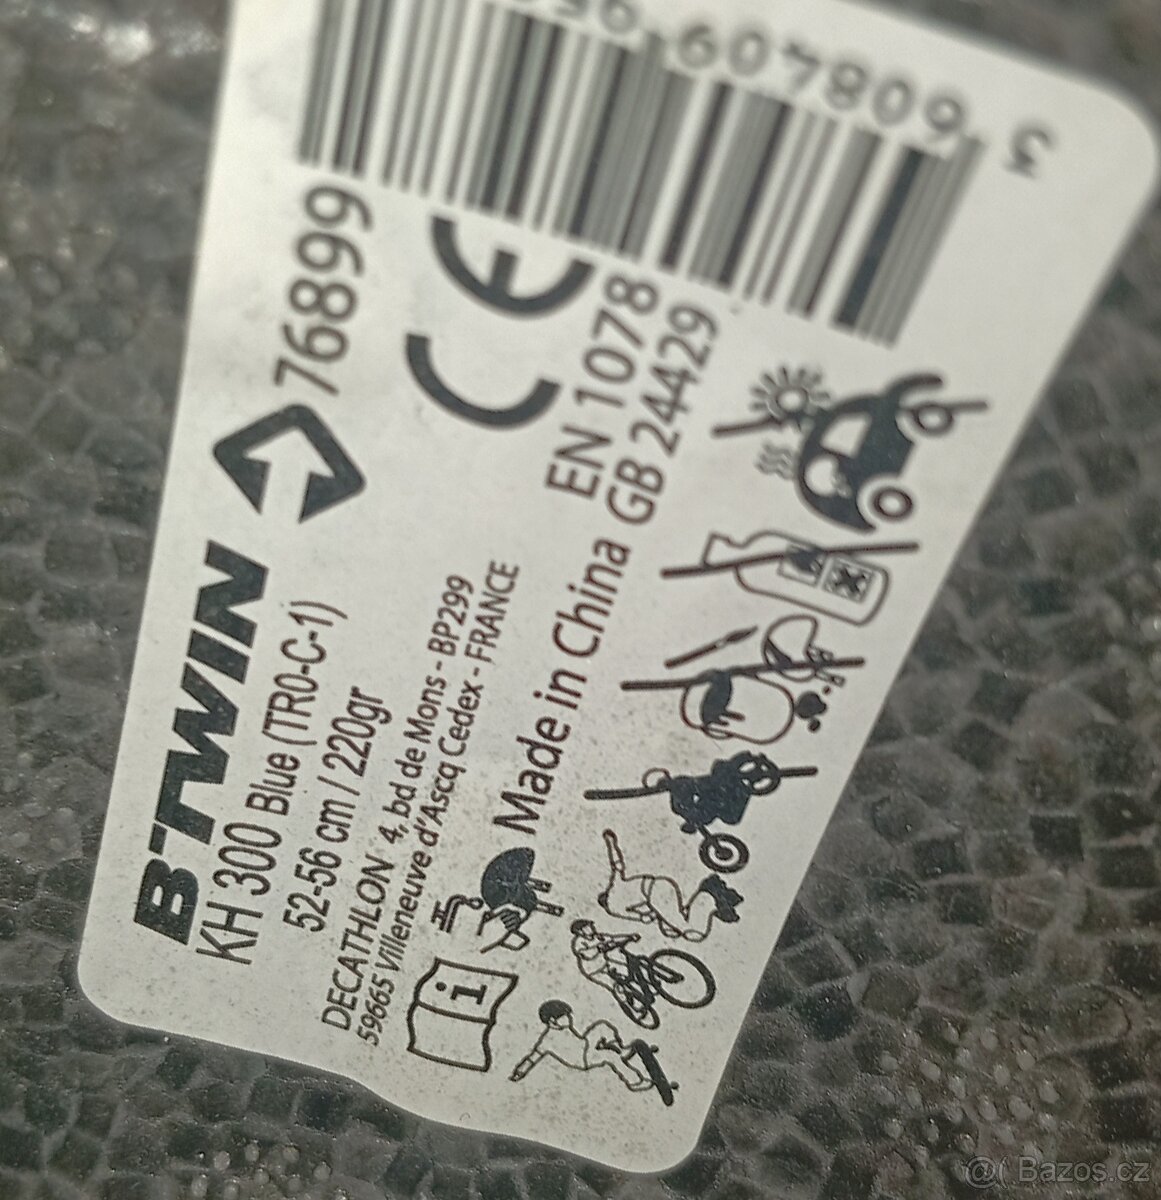 B'TWIN 76899
KH 300 Blue (TR0-C-1)
52-56 cm / 220gr
DECATHLON 4, bd de Mons - BP299
59665 Villeneuve d'Ascq Cedex - FRANCE
CE
EN 1078
Made in China GB 24429
i
3 608409
Bazos.cz